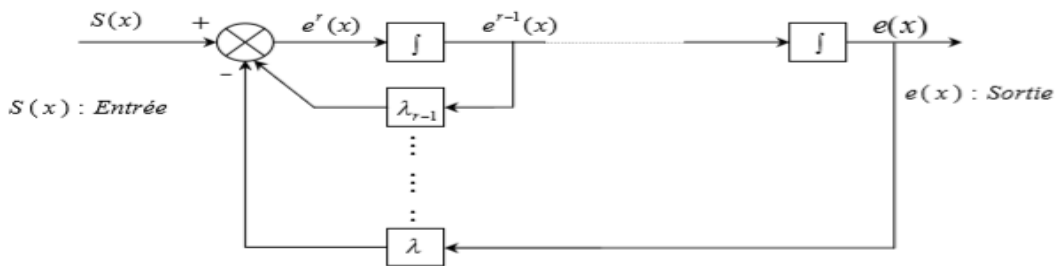 S(x)
+
e^r(x)
∫
e^{r-1}(x)
∫
e(x)
−
S(x) : Entrée
λ_{r-1}
e(x) : Sortie
λ